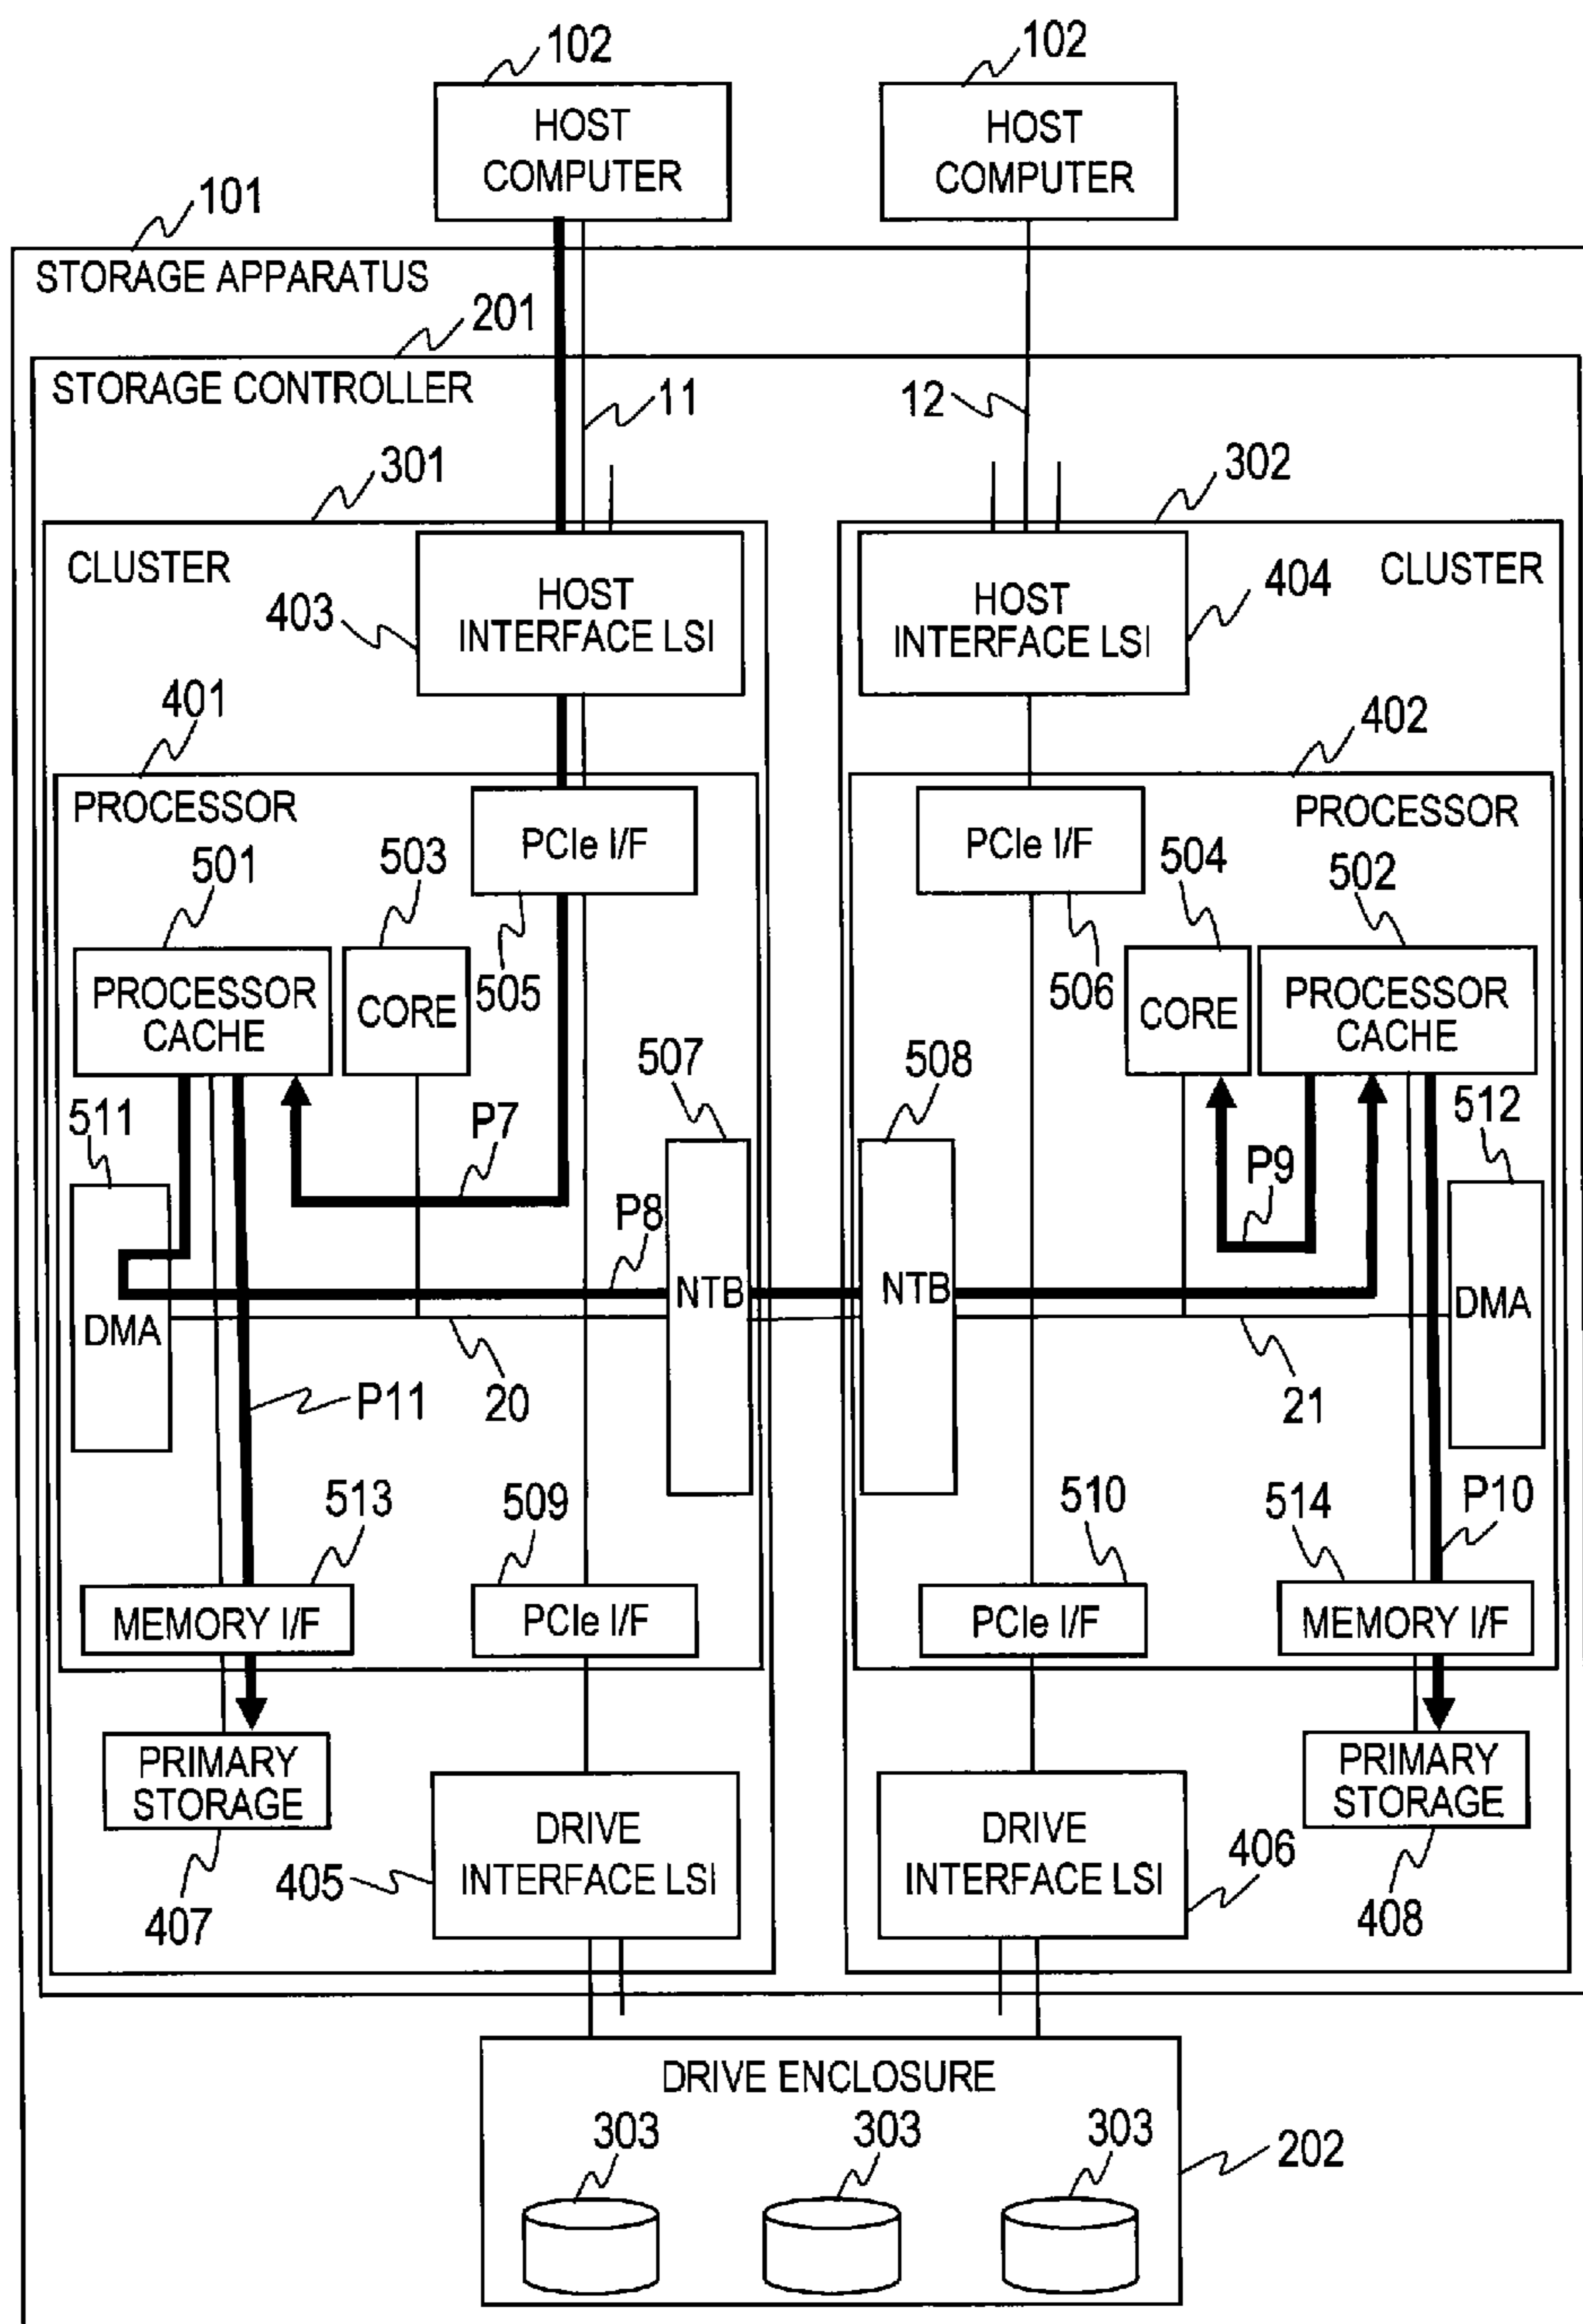 102
102
HOST
COMPUTER
HOST
COMPUTER
101
STORAGE APPARATUS
201
STORAGE CONTROLLER
11
12
301
302
CLUSTER
HOST
INTERFACE LSI
403
HOST
INTERFACE LSI
404
CLUSTER
401
402
PROCESSOR
PCIe I/F
PCIe I/F
PROCESSOR
501
503
505
504
502
506
PROCESSOR
CACHE
CORE
CORE
PROCESSOR
CACHE
507
508
511
512
P7
P9
P8
DMA
NTB
NTB
DMA
P11
20
21
513
509
510
514
P10
MEMORY I/F
PCIe I/F
PCIe I/F
MEMORY I/F
PRIMARY
STORAGE
PRIMARY
STORAGE
DRIVE
INTERFACE LSI
DRIVE
INTERFACE LSI
405
406
407
408
DRIVE ENCLOSURE
303
303
303
202